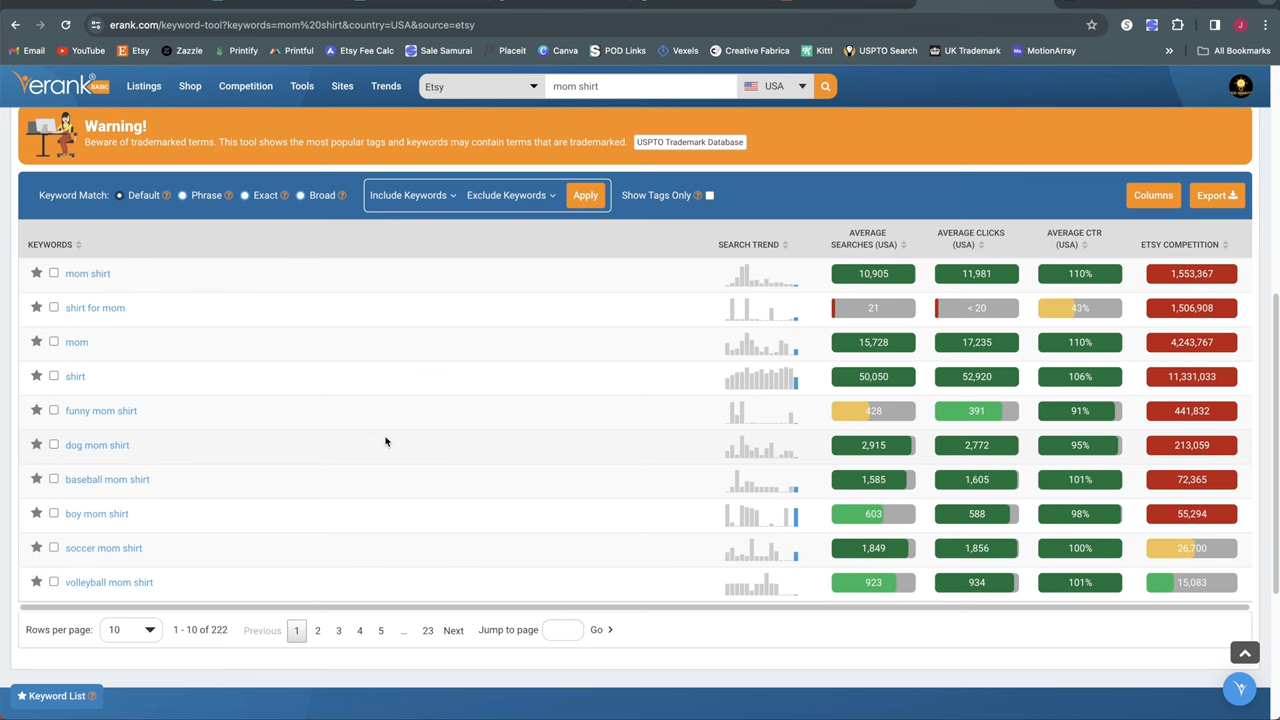 erank.com/keyword-tool?keywords=mom%20shirt&country=USA&source=etsy
S J
Email YouTube Etsy Zazzle Printify Printful Etsy Fee Calc Sale Samurai Placeit Canva POD Links Vexels Creative Fabrica Kittl USPTO Search UK Trademark MotionArray » All Bookmarks
erank BASIC Listings Shop Competition Tools Sites Trends Etsy mom shirt USA
Warning!
Beware of trademarked terms. This tool shows the most popular tags and keywords may contain terms that are trademarked. USPTO Trademark Database
Keyword Match: Default Phrase Exact Broad Include Keywords Exclude Keywords Apply Show Tags Only Columns Export
KEYWORDS SEARCH TREND AVERAGE SEARCHES (USA) AVERAGE CLICKS (USA) AVERAGE CTR (USA) ETSY COMPETITION
mom shirt 10,905 11,981 110% 1,553,367
shirt for mom 21 < 20 43% 1,506,908
mom 15,728 17,235 110% 4,243,767
shirt 50,050 52,920 106% 11,331,033
funny mom shirt 428 391 91% 441,832
dog mom shirt 2,915 2,772 95% 213,059
baseball mom shirt 1,585 1,605 101% 72,365
boy mom shirt 603 588 98% 55,294
soccer mom shirt 1,849 1,856 100% 26,700
volleyball mom shirt 923 934 101% 15,083
Rows per page: 10 1 - 10 of 222 Previous 1 2 3 4 5 ... 23 Next Jump to page Go
Keyword List